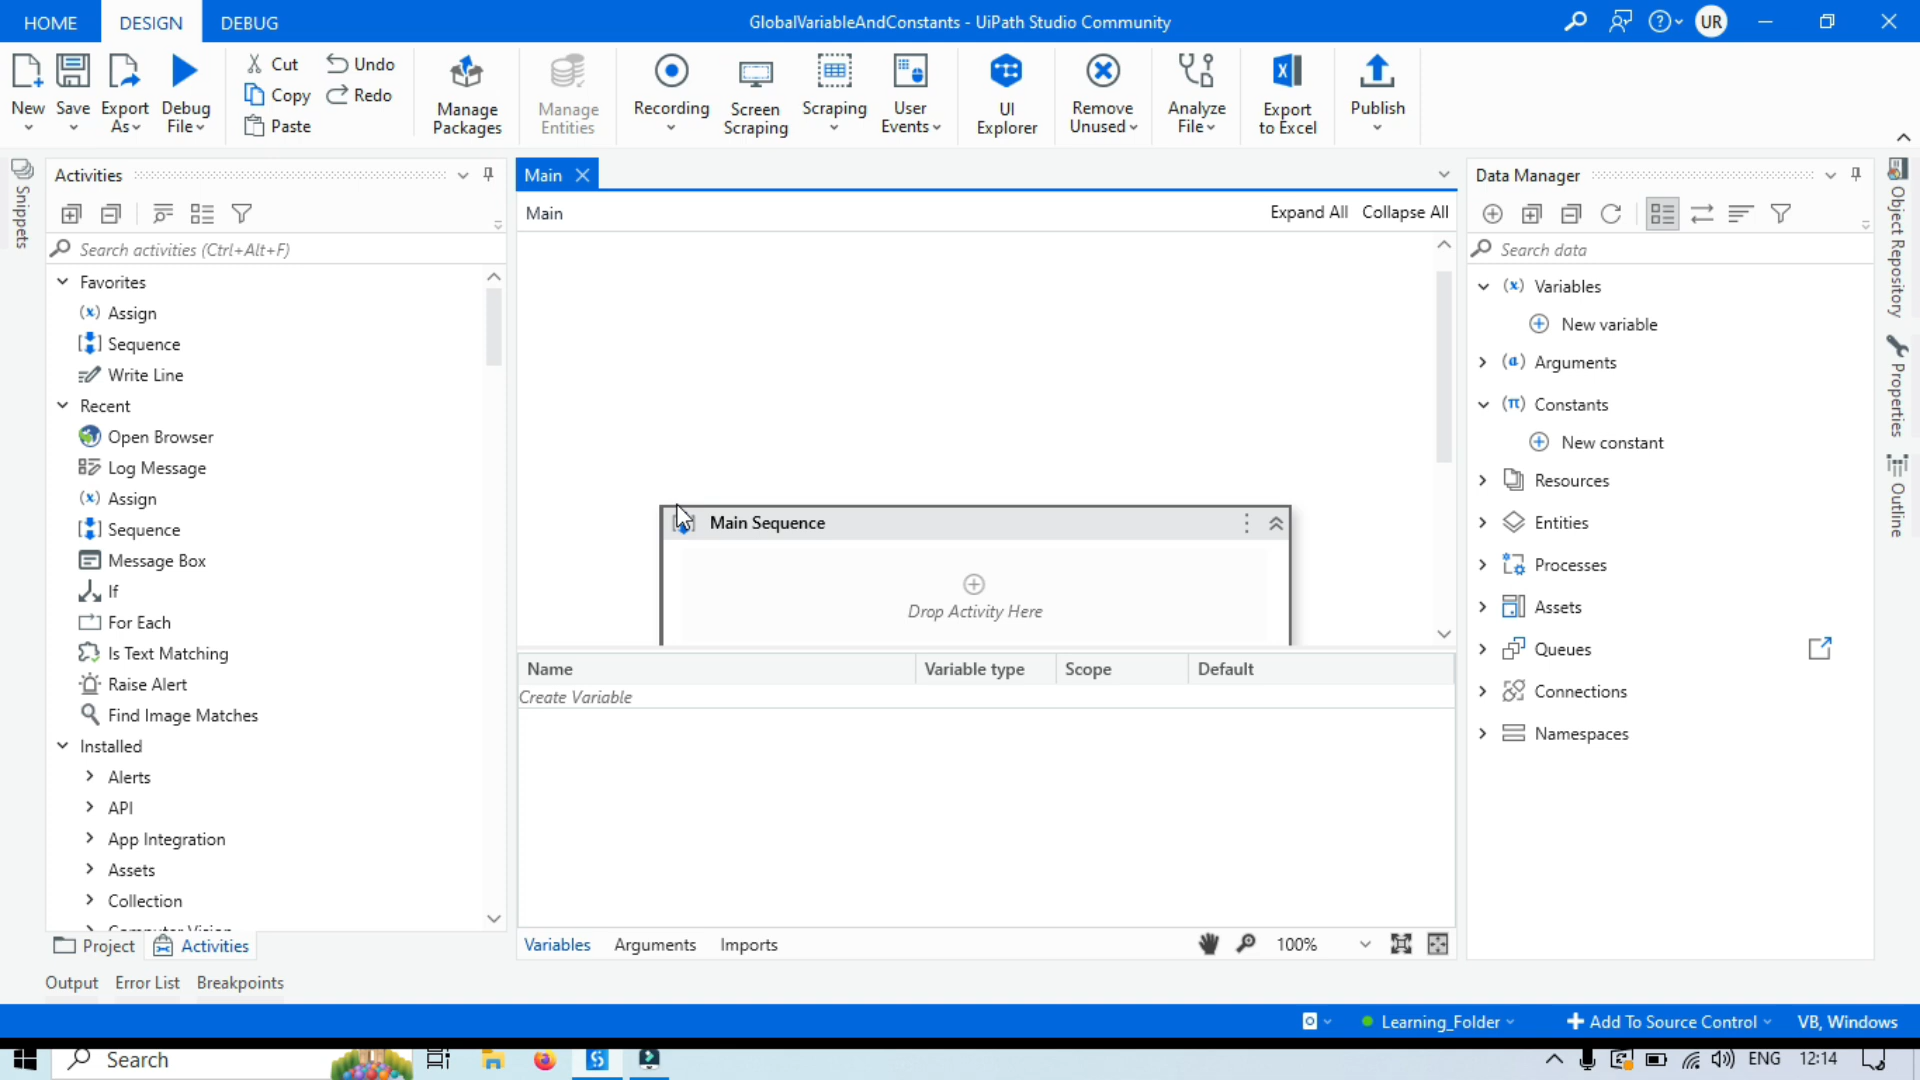 HOME DESIGN DEBUG GlobalVariableAndConstants - UiPath Studio Community UR
New Save Export As Debug File Cut Copy Paste Undo Redo Manage Packages Manage Entities Recording Screen Scraping Scraping User Events UI Explorer Remove Unused Analyze File Export to Excel Publish
Snippets
Activities
Search activities (Ctrl+Alt+F)
Favorites
Assign
Sequence
Write Line
Recent
Open Browser
Log Message
Assign
Sequence
Message Box
If
For Each
Is Text Matching
Raise Alert
Find Image Matches
Installed
Alerts
API
App Integration
Assets
Collection
Project Activities
Main
Main Expand All Collapse All
Main Sequence
Drop Activity Here
Name Variable type Scope Default
Create Variable
Variables Arguments Imports 100%
Data Manager
Search data
Variables
New variable
Arguments
Constants
New constant
Resources
Entities
Processes
Assets
Queues
Connections
Namespaces
Object Repository
Properties
Outline
Output Error List Breakpoints
Learning_Folder Add To Source Control VB, Windows
Search ENG 12:14